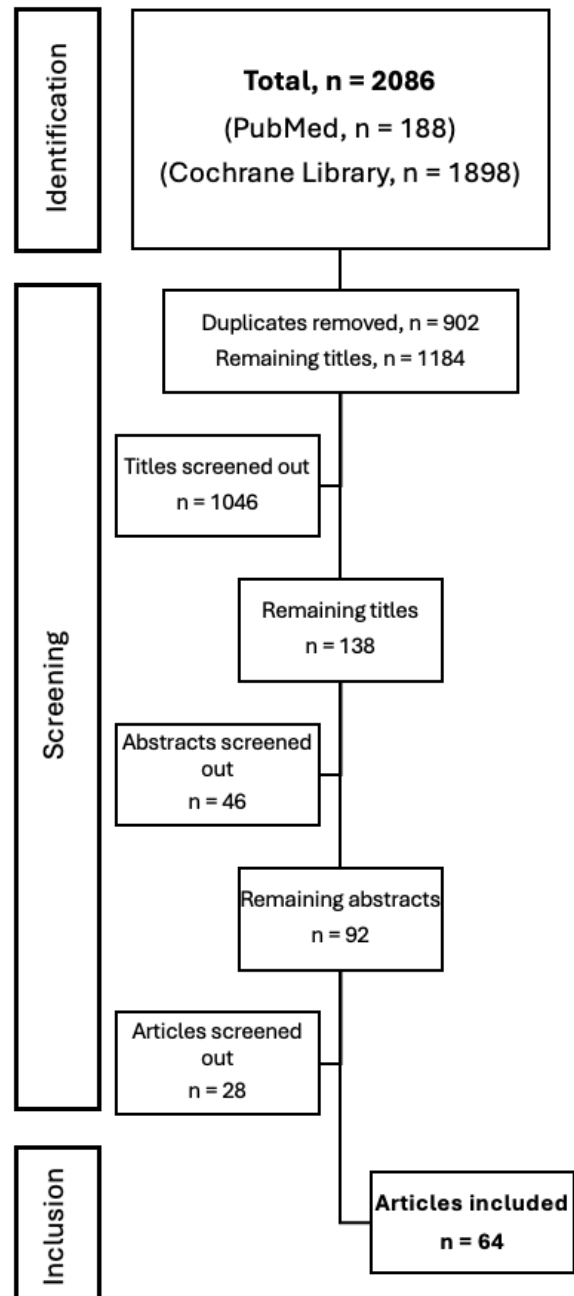 Identification
Total, n = 2086
(PubMed, n = 188)
(Cochrane Library, n = 1898)
Screening
Duplicates removed, n = 902
Remaining titles, n = 1184
Titles screened out
n = 1046
Remaining titles
n = 138
Abstracts screened
out
n = 46
Remaining abstracts
n = 92
Articles screened
out
n = 28
Inclusion
Articles included
n = 64